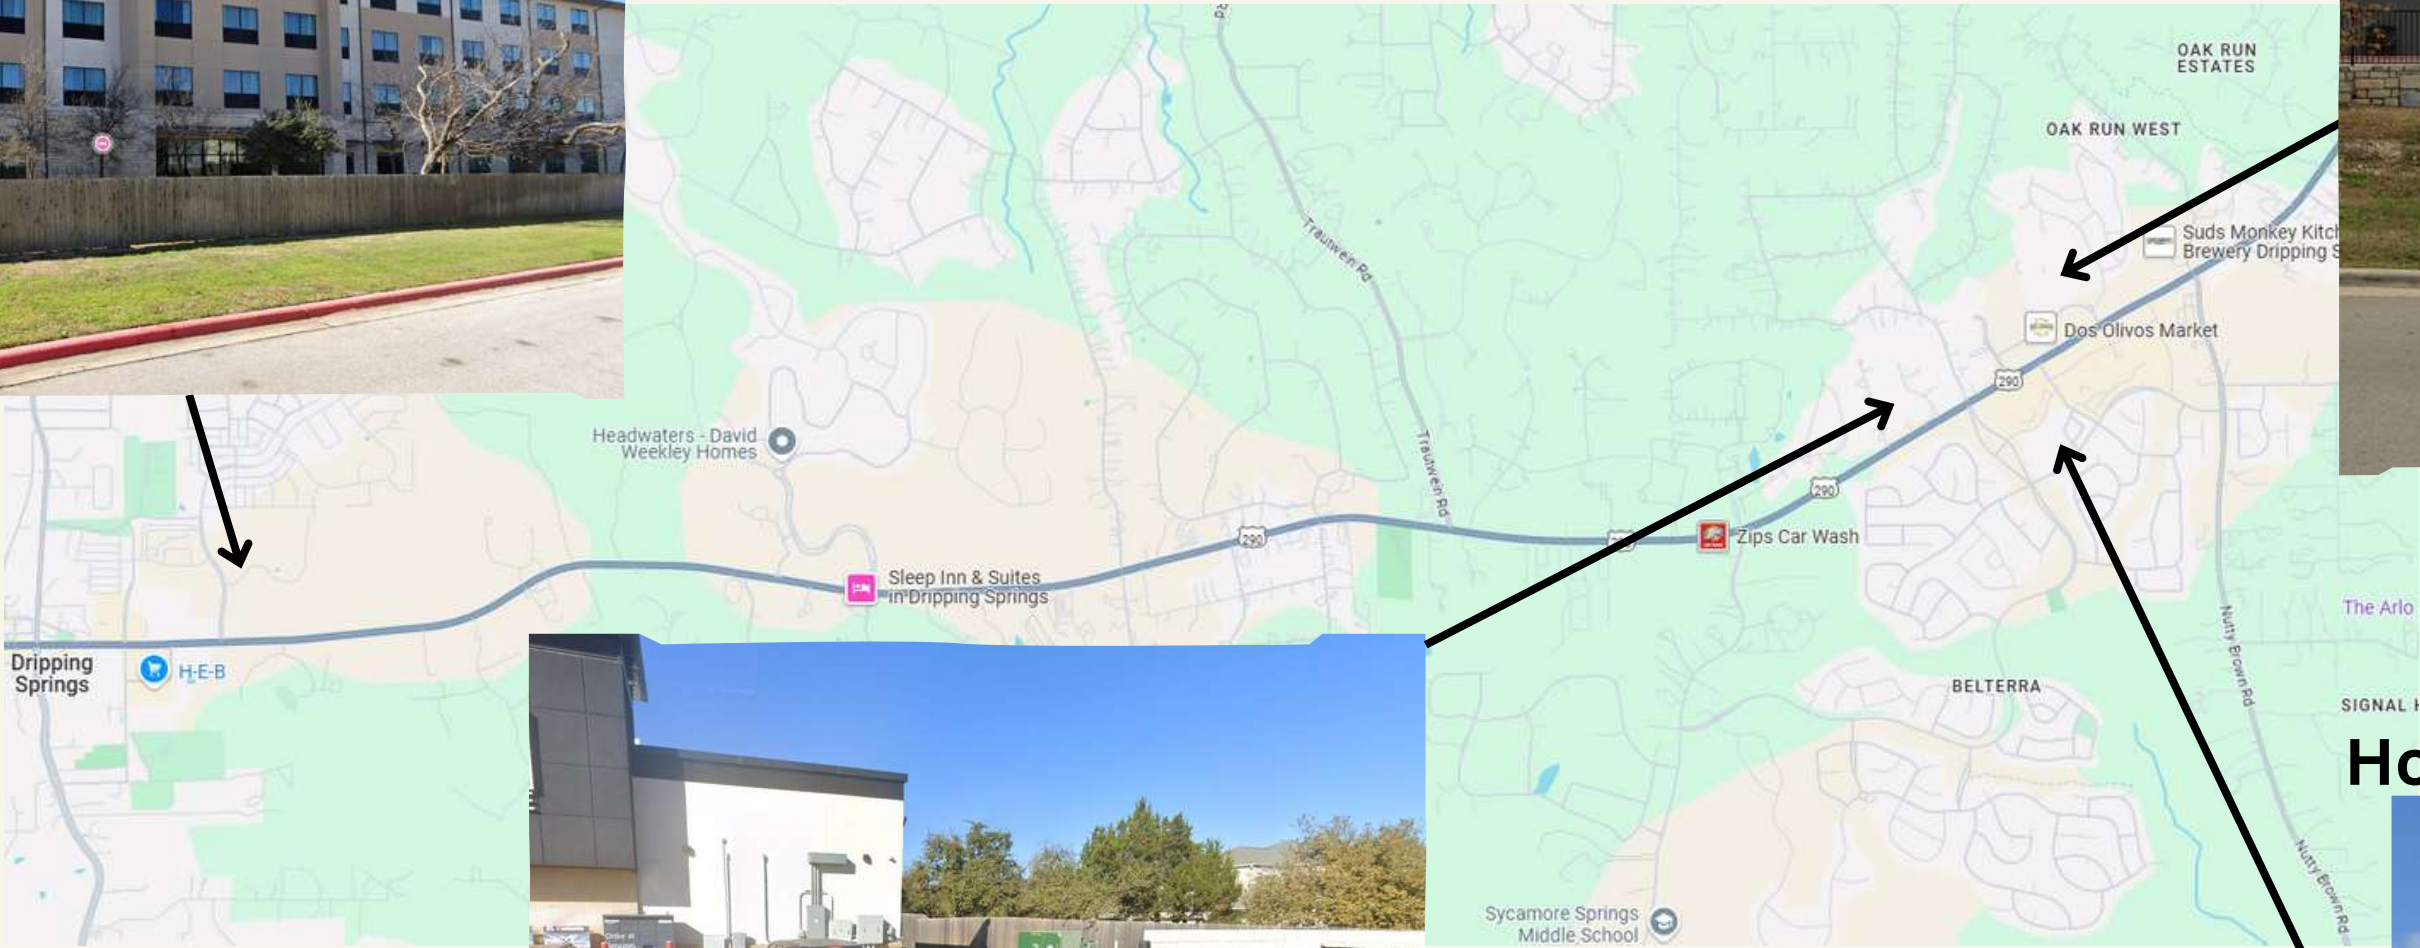 Rd
OAK RUN
ESTATES
OAK RUN WEST
Trautwein Rd
Suds Monkey
Brewery Dripping
Dos Olivos Market
290
Headwaters - David
Weekley Homes
Trautwein Rd
290
290
Zips Car Wash
Sleep Inn & Suites
in Dripping Springs
The Arlo
Dripping
Springs
H-E-B
Nutty Brown Rd
BELTERRA
SIGNAL
Sycamore Springs
Middle School
Nutty Brown Rd